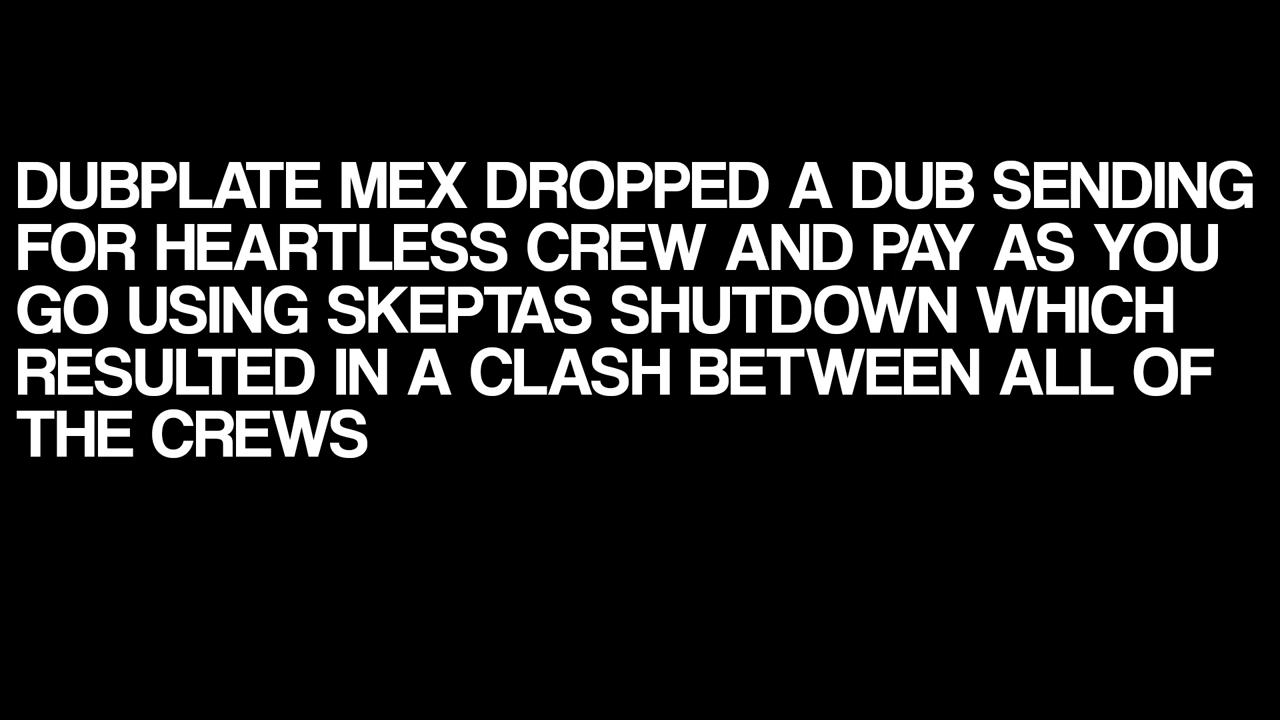 DUBPLATE MEX DROPPED A DUB SENDING
FOR HEARTLESS CREW AND PAY AS YOU
GO USING SKEPTAS SHUTDOWN WHICH
RESULTED IN A CLASH BETWEEN ALL OF
THE CREWS